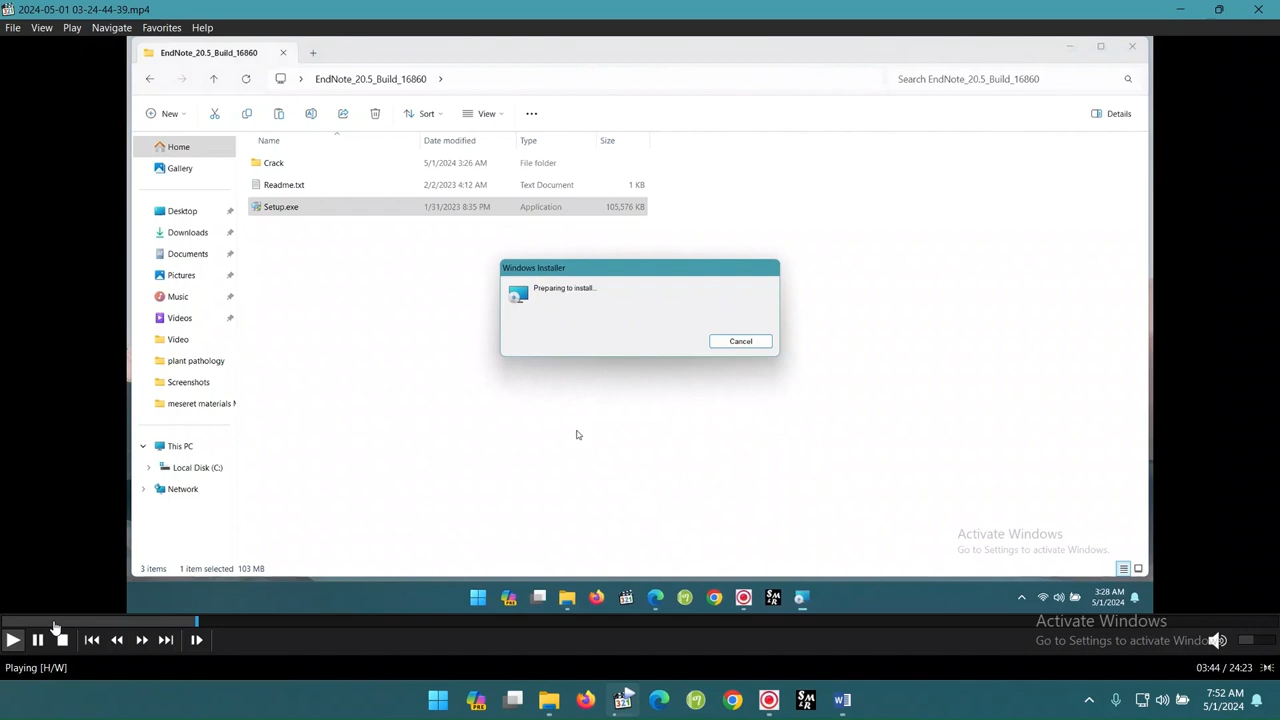 2024-05-01 03-24-44-39.mp4
File View Play Navigate Favorites Help
EndNote_20.5_Build_16860
EndNote_20.5_Build_16860
Search EndNote_20.5_Build_16860
New Sort View Details
Name Date modified Type Size
Home
Crack 5/1/2024 3:26 AM File folder
Gallery
Readme.txt 2/2/2023 4:12 AM Text Document 1 KB
Desktop
Setup.exe 1/31/2023 8:35 PM Application 105,576 KB
Downloads
Documents
Pictures
Music
Videos
Video
plant pathology
Screenshots
meseret materials
This PC
Local Disk (C:)
Network
Windows Installer
Preparing to install...
Cancel
Activate Windows
Go to Settings to activate Windows.
3 items 1 item selected 103 MB
PRE
321
SM
&R
3:28 AM
5/1/2024
Activate Windows
Go to Settings to activate Windo
Playing [H/W]
03:44 / 24:23
PRE
321
SM
&R
7:52 AM
5/1/2024